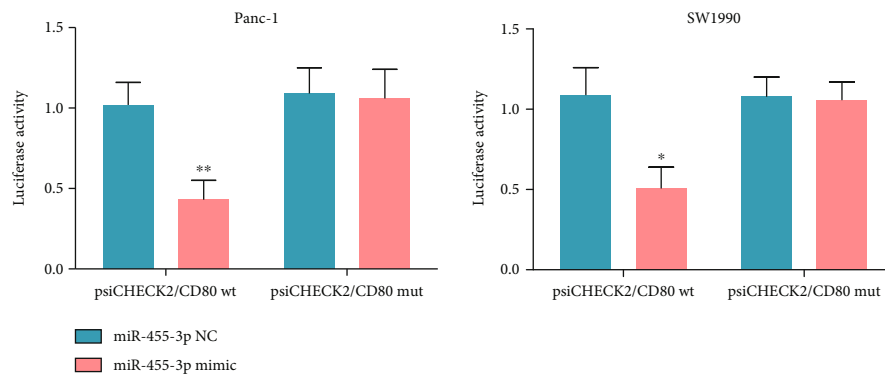 Panc-1
Luciferase activity
1.5
1.0
0.5
0.0
**
psiCHECK2/CD80 wt
psiCHECK2/CD80 mut
SW1990
Luciferase activity
1.5
1.0
0.5
0.0
*
psiCHECK2/CD80 wt
psiCHECK2/CD80 mut
miR-455-3p NC
miR-455-3p mimic